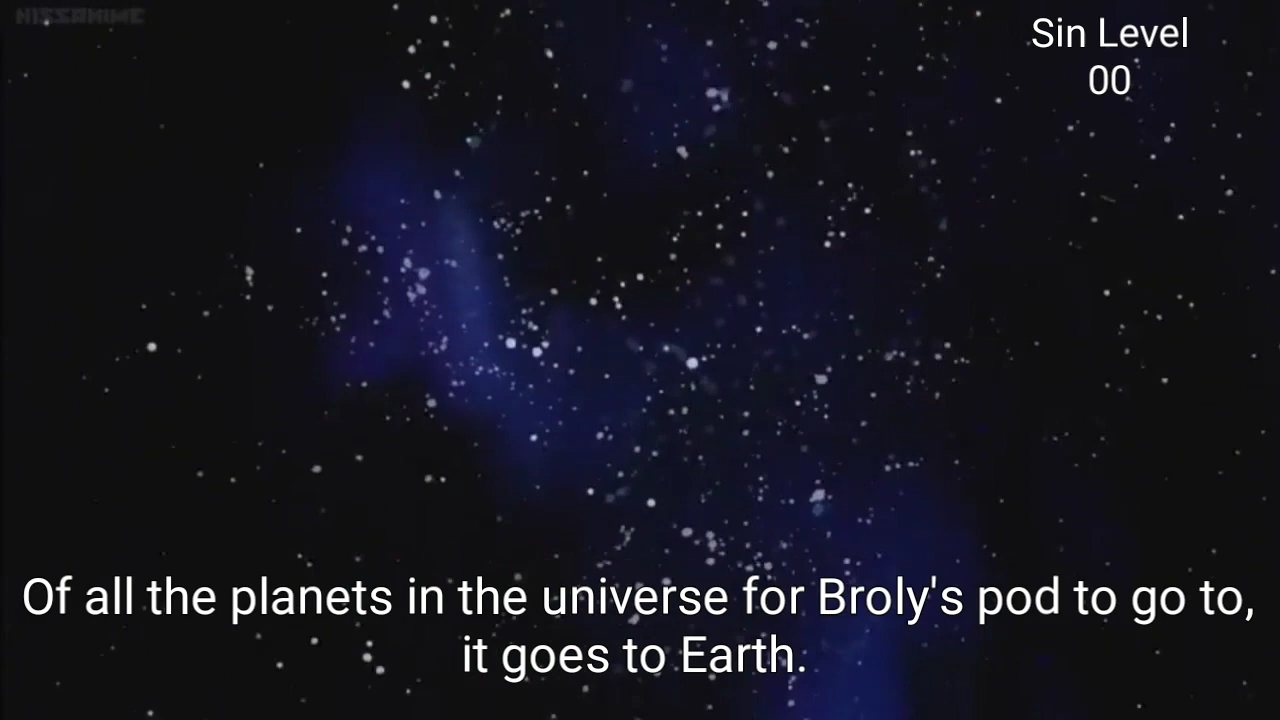 HISSANIME
Sin Level
00
Of all the planets in the universe for Broly's pod to go to,
it goes to Earth.